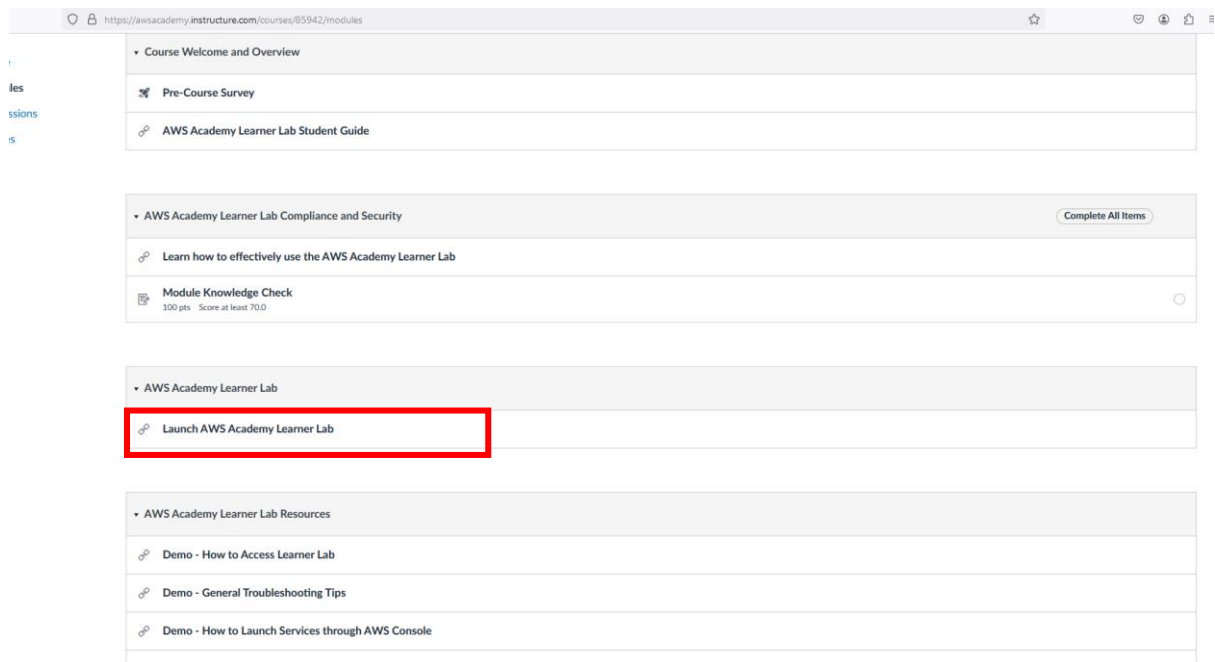 https://awsacademy.instructure.com/courses/85942/modules
Course Welcome and Overview
Pre-Course Survey
AWS Academy Learner Lab Student Guide
AWS Academy Learner Lab Compliance and Security
Complete All Items
Learn how to effectively use the AWS Academy Learner Lab
Module Knowledge Check
100 pts Score at least 70.0
AWS Academy Learner Lab
Launch AWS Academy Learner Lab
AWS Academy Learner Lab Resources
Demo - How to Access Learner Lab
Demo - General Troubleshooting Tips
Demo - How to Launch Services through AWS Console